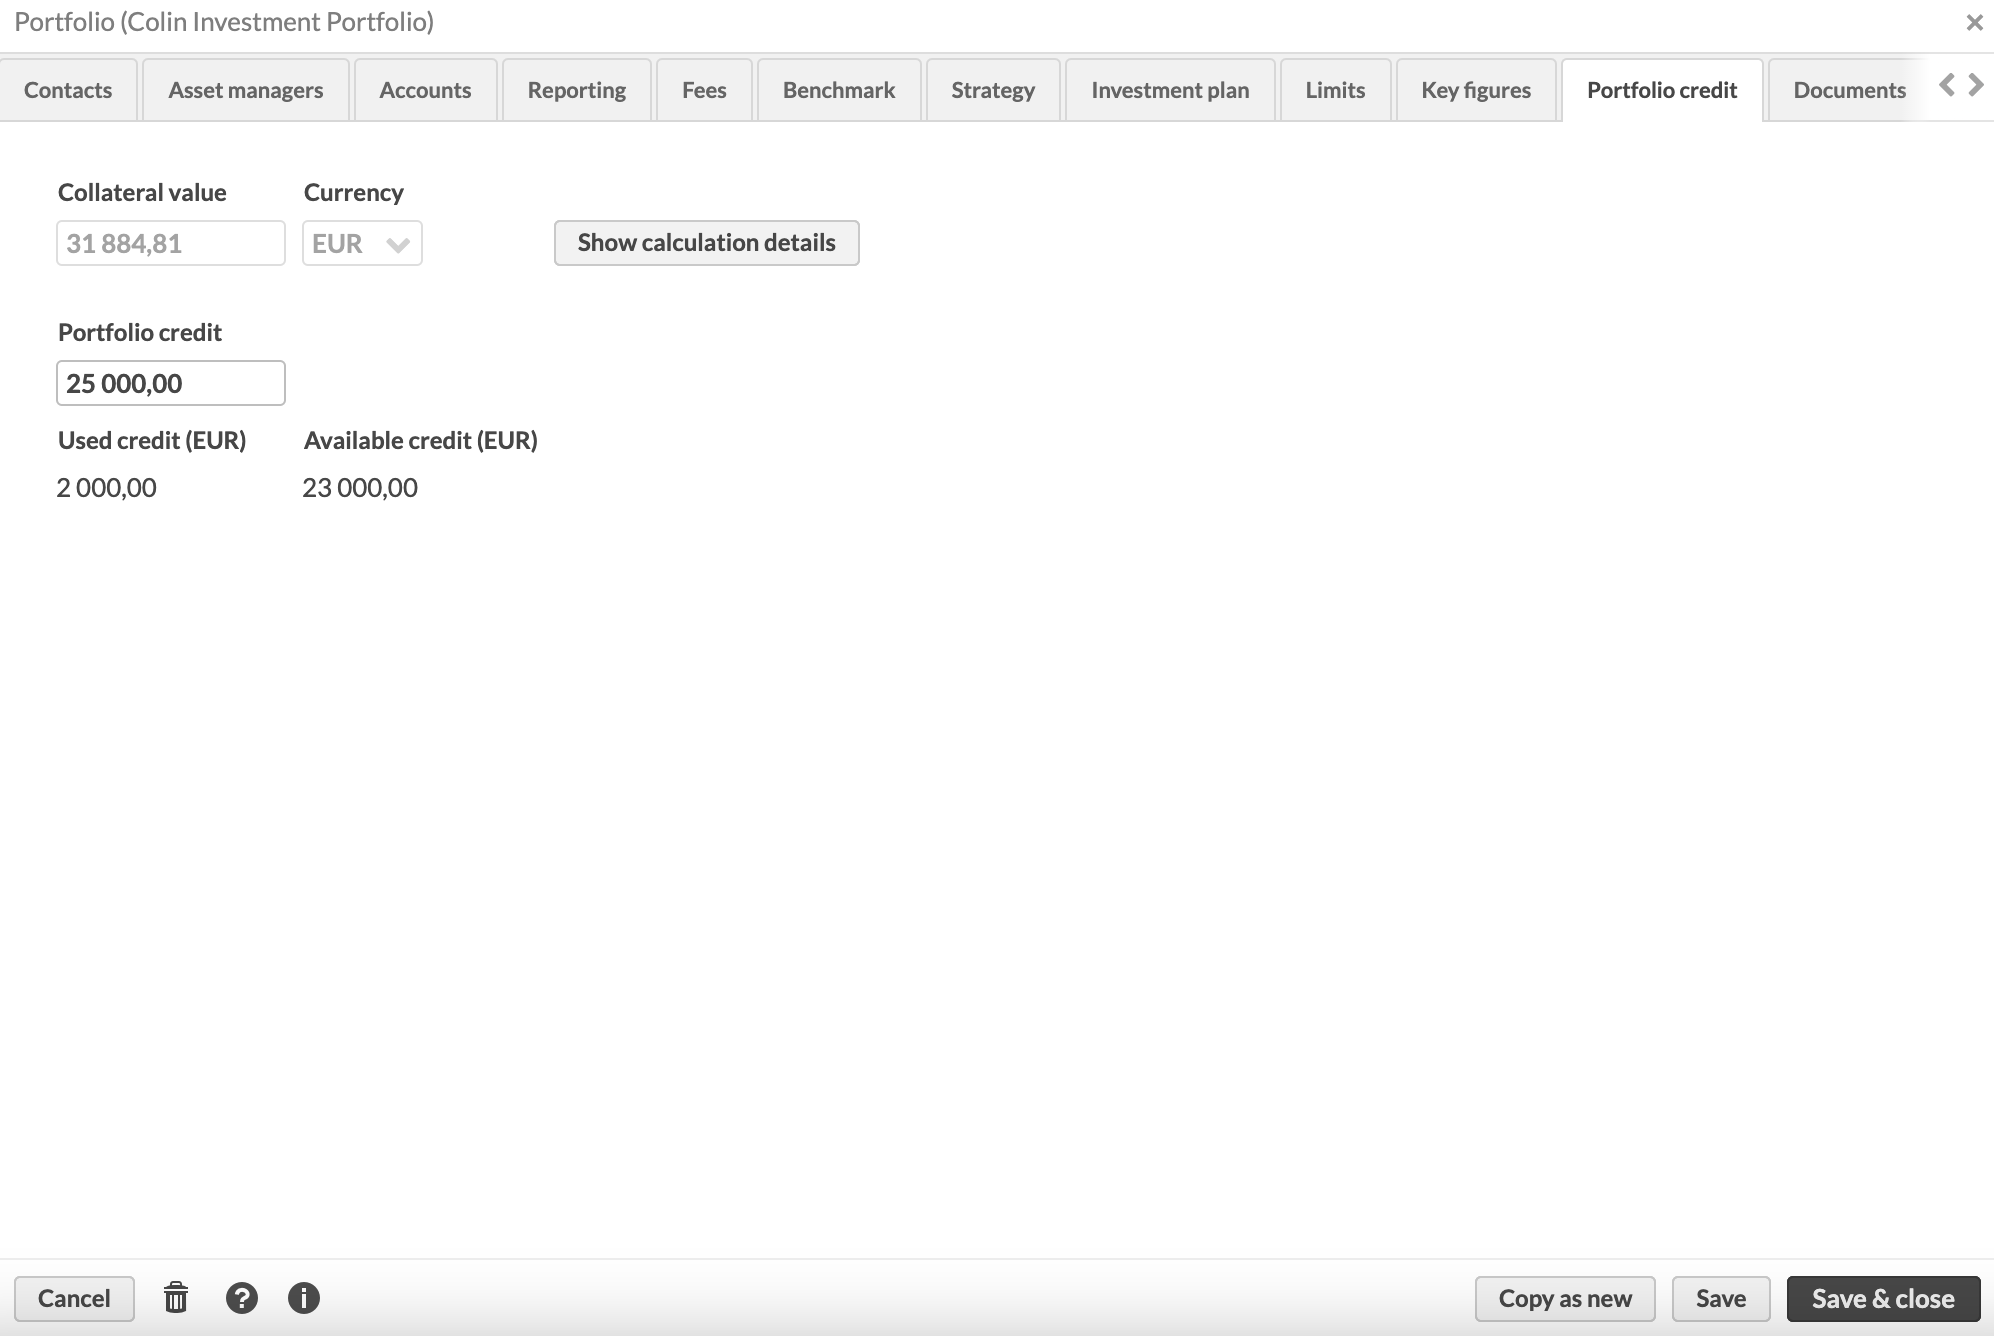 Portfolio (Colin Investment Portfolio)
Contacts Asset managers Accounts Reporting Fees Benchmark Strategy Investment plan Limits Key figures Portfolio credit Documents
Collateral value Currency
31 884,81 EUR Show calculation details
Portfolio credit
25 000,00
Used credit (EUR) Available credit (EUR)
2 000,00 23 000,00
Cancel Copy as new Save Save & close